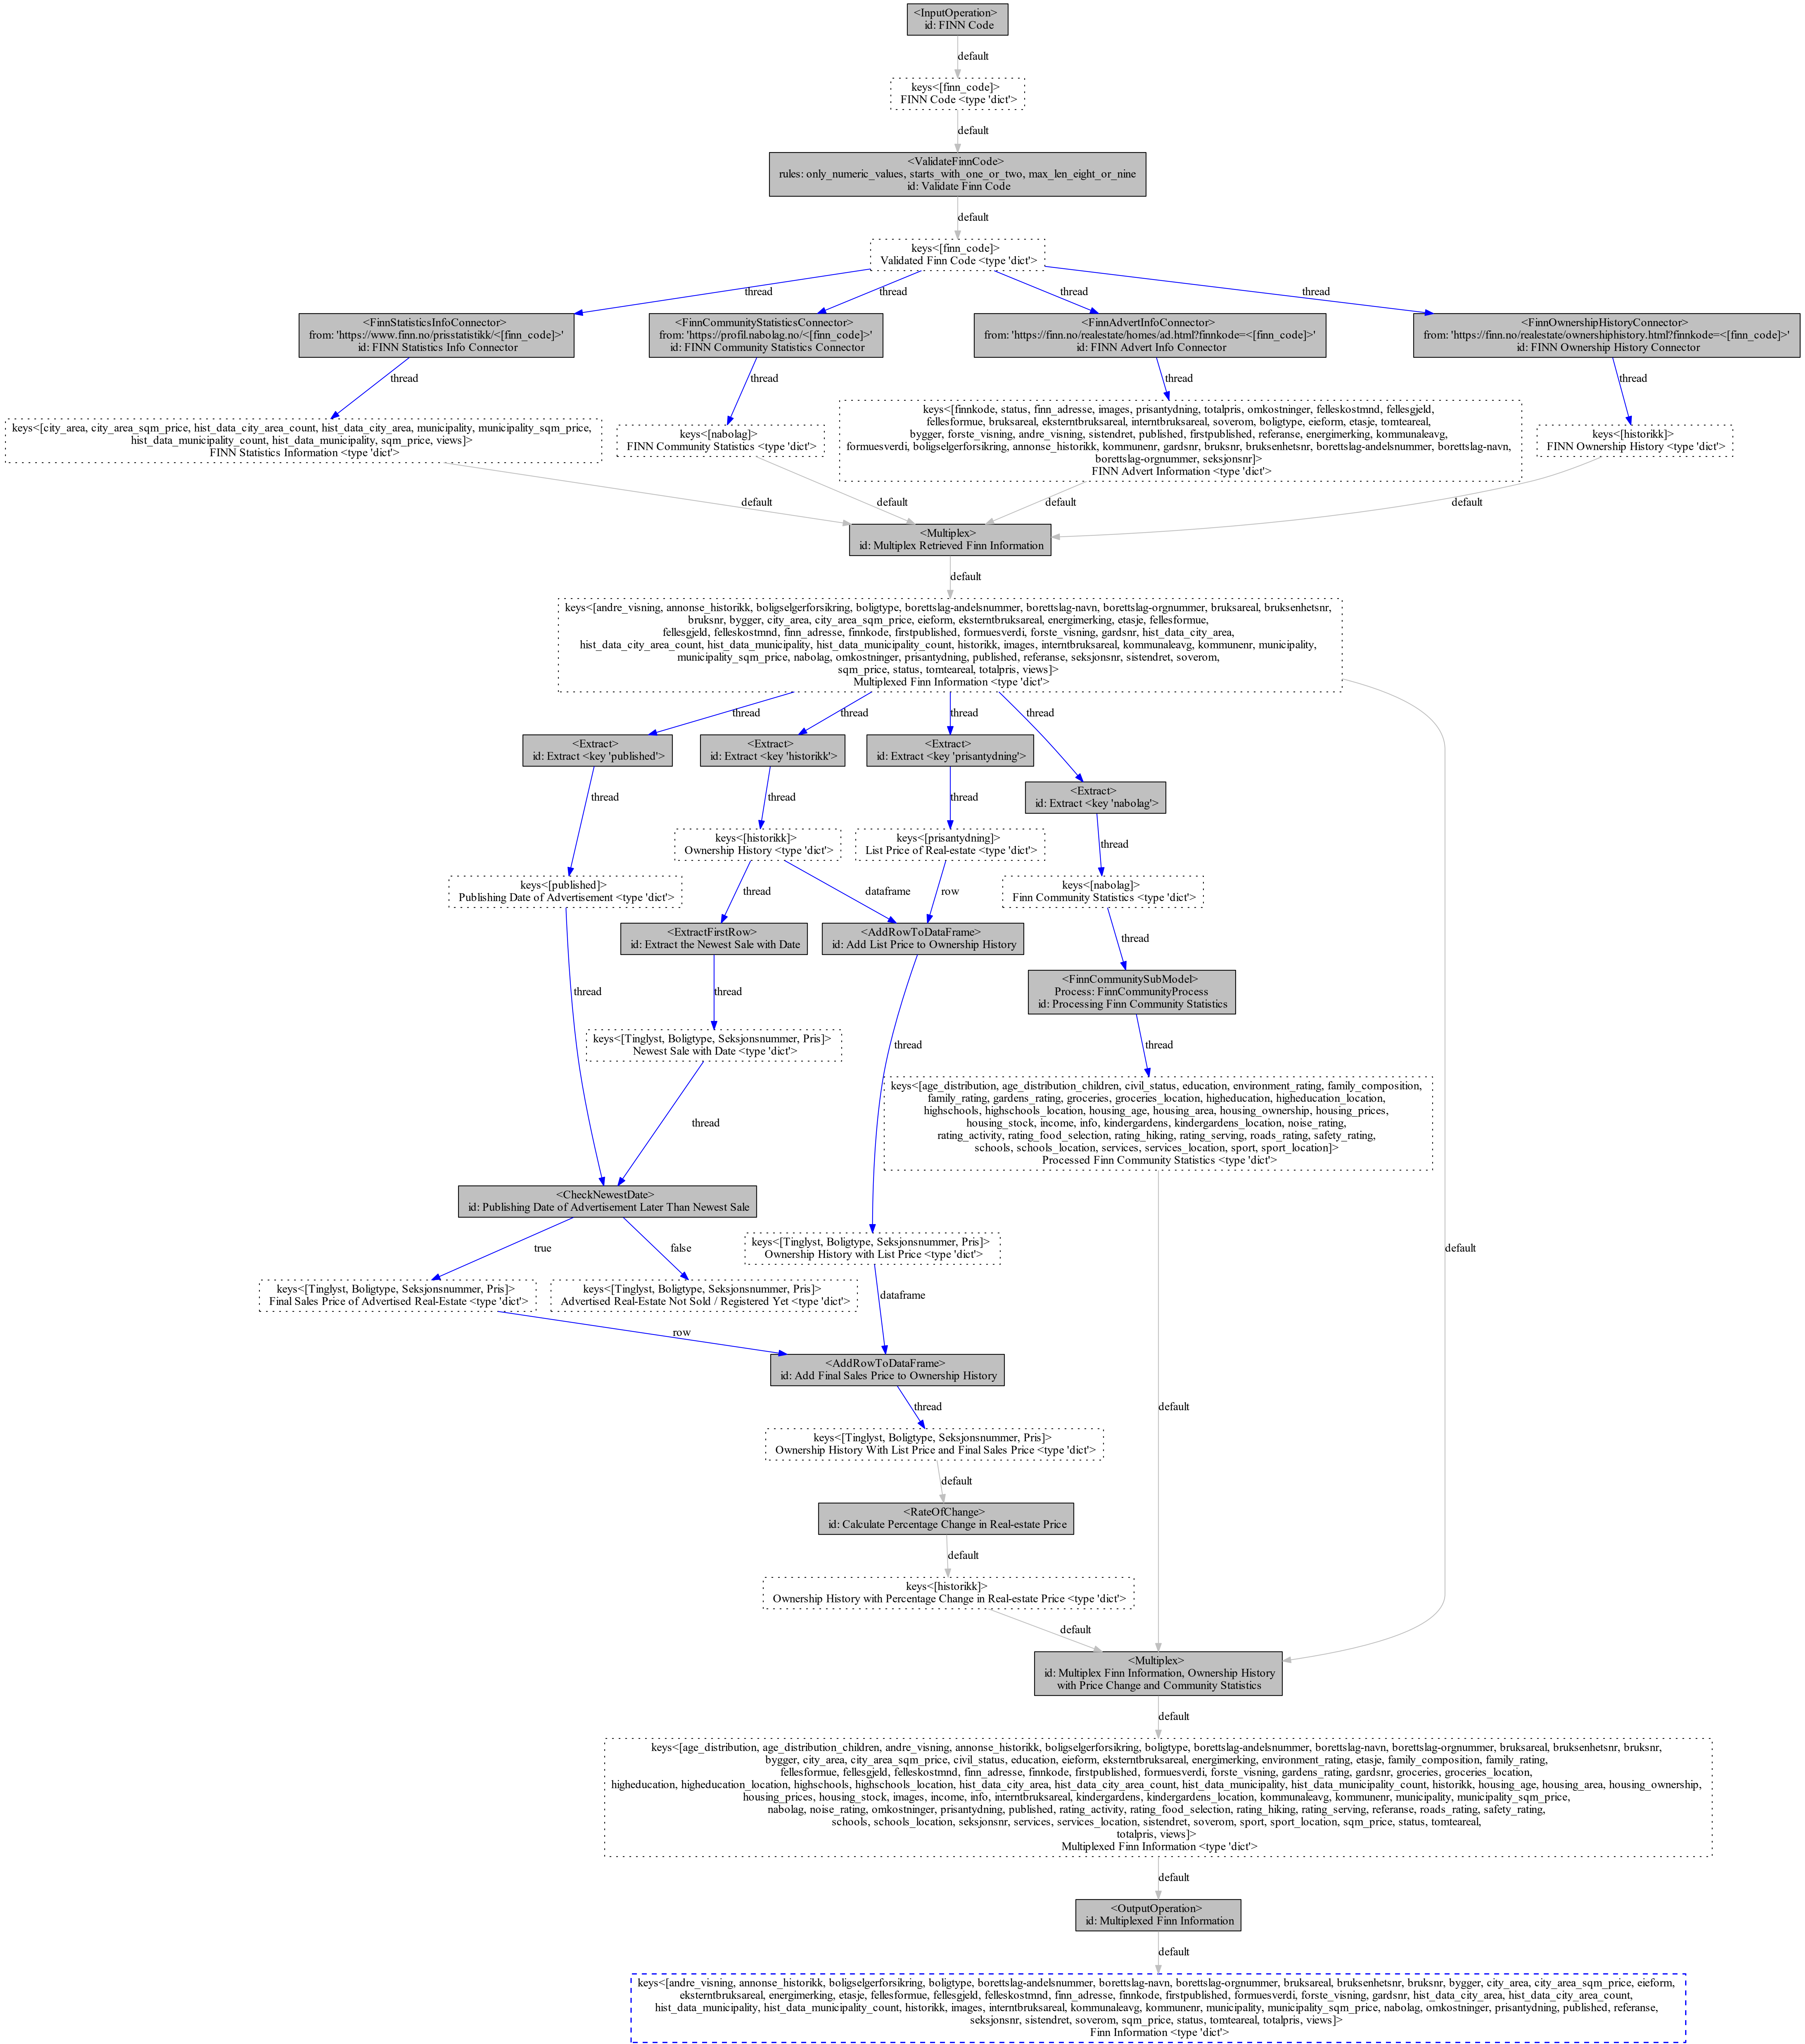 <InputOperation>
id: FINN Code
default
keys<[finn_code]>
FINN Code <type 'dict'>
default
<ValidateFinnCode>
rules: only_numeric_values, starts_with_one_or_two, max_len_eight_or_nine
id: Validate Finn Code
default
keys<[finn_code]>
Validated Finn Code <type 'dict'>
thread
thread
thread
thread
<FinnStatisticsInfoConnector>
from: 'https://www.finn.no/prisstatistikk/<[finn_code]>'
id: FINN Statistics Info Connector
<FinnCommunityStatisticsConnector>
from: 'https://profil.nabolag.no/<[finn_code]>'
id: FINN Community Statistics Connector
<FinnAdvertInfoConnector>
from: 'https://finn.no/realestate/homes/ad.html?finnkode=<[finn_code]>'
id: FINN Advert Info Connector
<FinnOwnershipHistoryConnector>
from: 'https://finn.no/realestate/ownershiphistory.html?finnkode=<[finn_code]>'
id: FINN Ownership History Connector
thread
thread
thread
thread
keys<[city_area, city_area_sqm_price, hist_data_city_area_count, hist_data_city_area, municipality, municipality_sqm_price,
hist_data_municipality_count, hist_data_municipality, sqm_price, views]>
FINN Statistics Information <type 'dict'>
keys<[nabolag]>
FINN Community Statistics <type 'dict'>
keys<[finnkode, status, finn_adresse, images, prisantydning, totalpris, omkostninger, felleskostmnd, fellesgjeld,
fellesformue, bruksareal, eksterntbruksareal, interntbruksareal, soverom, boligtype, eieform, etasje, tomteareal,
bygger, forste_visning, andre_visning, sistendret, published, firstpublished, referanse, energimerking, kommunaleavg,
formuesverdi, boligselgerforsikring, annonse_historikk, kommunenr, gardsnr, bruksnr, bruksenhetsnr, borettslag-andelsnummer, borettslag-navn,
borettslag-orgnummer, seksjonsnr]>
FINN Advert Information <type 'dict'>
keys<[historikk]>
FINN Ownership History <type 'dict'>
default
default
default
default
<Multiplex>
id: Multiplex Retrieved Finn Information
default
keys<[andre_visning, annonse_historikk, boligselgerforsikring, boligtype, borettslag-andelsnummer, borettslag-navn, borettslag-orgnummer, bruksareal, bruksenhetsnr,
bruksnr, bygger, city_area, city_area_sqm_price, eieform, eksterntbruksareal, energimerking, etasje, fellesformue,
fellesgjeld, felleskostmnd, finn_adresse, finnkode, firstpublished, formuesverdi, forste_visning, gardsnr, hist_data_city_area,
hist_data_city_area_count, hist_data_municipality, hist_data_municipality_count, historikk, images, interntbruksareal, kommunaleavg, kommunenr, municipality,
municipality_sqm_price, nabolag, omkostninger, prisantydning, published, referanse, seksjonsnr, sistendret, soverom,
sqm_price, status, tomteareal, totalpris, views]>
Multiplexed Finn Information <type 'dict'>
thread
thread
thread
thread
<Extract>
id: Extract <key 'published'>
<Extract>
id: Extract <key 'historikk'>
<Extract>
id: Extract <key 'prisantydning'>
<Extract>
id: Extract <key 'nabolag'>
thread
thread
thread
thread
keys<[historikk]>
Ownership History <type 'dict'>
keys<[prisantydning]>
List Price of Real-estate <type 'dict'>
keys<[published]>
Publishing Date of Advertisement <type 'dict'>
keys<[nabolag]>
Finn Community Statistics <type 'dict'>
thread
dataframe
row
thread
<ExtractFirstRow>
id: Extract the Newest Sale with Date
<AddRowToDataFrame>
id: Add List Price to Ownership History
<FinnCommunitySubModel>
Process: FinnCommunityProcess
id: Processing Finn Community Statistics
thread
thread
thread
thread
keys<[Tinglyst, Boligtype, Seksjonsnummer, Pris]>
Newest Sale with Date <type 'dict'>
keys<[age_distribution, age_distribution_children, civil_status, education, environment_rating, family_composition,
family_rating, gardens_rating, groceries, groceries_location, higheducation, higheducation_location,
highschools, highschools_location, housing_age, housing_area, housing_ownership, housing_prices,
housing_stock, income, info, kindergardens, kindergardens_location, noise_rating,
rating_activity, rating_food_selection, rating_hiking, rating_serving, roads_rating, safety_rating,
schools, schools_location, services, services_location, sport, sport_location]>
Processed Finn Community Statistics <type 'dict'>
thread
<CheckNewestDate>
id: Publishing Date of Advertisement Later Than Newest Sale
true
false
default
keys<[Tinglyst, Boligtype, Seksjonsnummer, Pris]>
Ownership History with List Price <type 'dict'>
keys<[Tinglyst, Boligtype, Seksjonsnummer, Pris]>
Final Sales Price of Advertised Real-Estate <type 'dict'>
keys<[Tinglyst, Boligtype, Seksjonsnummer, Pris]>
Advertised Real-Estate Not Sold / Registered Yet <type 'dict'>
dataframe
row
<AddRowToDataFrame>
id: Add Final Sales Price to Ownership History
thread
default
keys<[Tinglyst, Boligtype, Seksjonsnummer, Pris]>
Ownership History With List Price and Final Sales Price <type 'dict'>
default
<RateOfChange>
id: Calculate Percentage Change in Real-estate Price
default
keys<[historikk]>
Ownership History with Percentage Change in Real-estate Price <type 'dict'>
default
<Multiplex>
id: Multiplex Finn Information, Ownership History
with Price Change and Community Statistics
default
keys<[age_distribution, age_distribution_children, andre_visning, annonse_historikk, boligselgerforsikring, boligtype, borettslag-andelsnummer, borettslag-navn, borettslag-orgnummer, bruksareal, bruksenhetsnr, bruksnr,
bygger, city_area, city_area_sqm_price, civil_status, education, eieform, eksterntbruksareal, energimerking, environment_rating, etasje, family_composition, family_rating,
fellesformue, fellesgjeld, felleskostmnd, finn_adresse, finnkode, firstpublished, formuesverdi, forste_visning, gardens_rating, gardsnr, groceries, groceries_location,
higheducation, higheducation_location, highschools, highschools_location, hist_data_city_area, hist_data_city_area_count, hist_data_municipality, hist_data_municipality_count, historikk, housing_age, housing_area, housing_ownership,
housing_prices, housing_stock, images, income, info, interntbruksareal, kindergardens, kindergardens_location, kommunaleavg, kommunenr, municipality, municipality_sqm_price,
nabolag, noise_rating, omkostninger, prisantydning, published, rating_activity, rating_food_selection, rating_hiking, rating_serving, referanse, roads_rating, safety_rating,
schools, schools_location, seksjonsnr, services, services_location, sistendret, soverom, sport, sport_location, sqm_price, status, tomteareal,
totalpris, views]>
Multiplexed Finn Information <type 'dict'>
default
<OutputOperation>
id: Multiplexed Finn Information
default
keys<[andre_visning, annonse_historikk, boligselgerforsikring, boligtype, borettslag-andelsnummer, borettslag-navn, borettslag-orgnummer, bruksareal, bruksenhetsnr, bruksnr, bygger, city_area, city_area_sqm_price, eieform,
eksterntbruksareal, energimerking, etasje, fellesformue, fellesgjeld, felleskostmnd, finn_adresse, finnkode, firstpublished, formuesverdi, forste_visning, gardsnr, hist_data_city_area, hist_data_city_area_count,
hist_data_municipality, hist_data_municipality_count, historikk, images, interntbruksareal, kommunaleavg, kommunenr, municipality, municipality_sqm_price, nabolag, omkostninger, prisantydning, published, referanse,
seksjonsnr, sistendret, soverom, sqm_price, status, tomteareal, totalpris, views]>
Finn Information <type 'dict'>